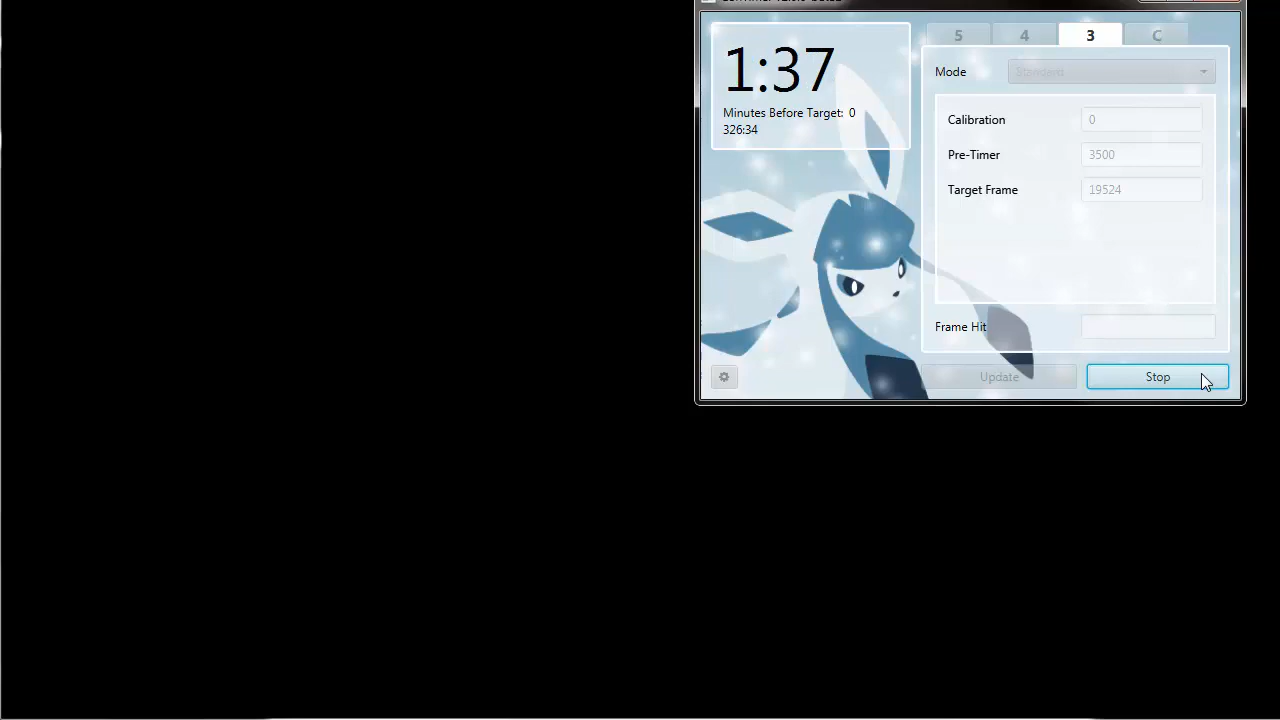 1:37
Minutes Before Target: 0
326:34
5 4 3 C
Mode Standard
Calibration 0
Pre-Timer 3500
Target Frame 19524
Frame Hit
Update Stop